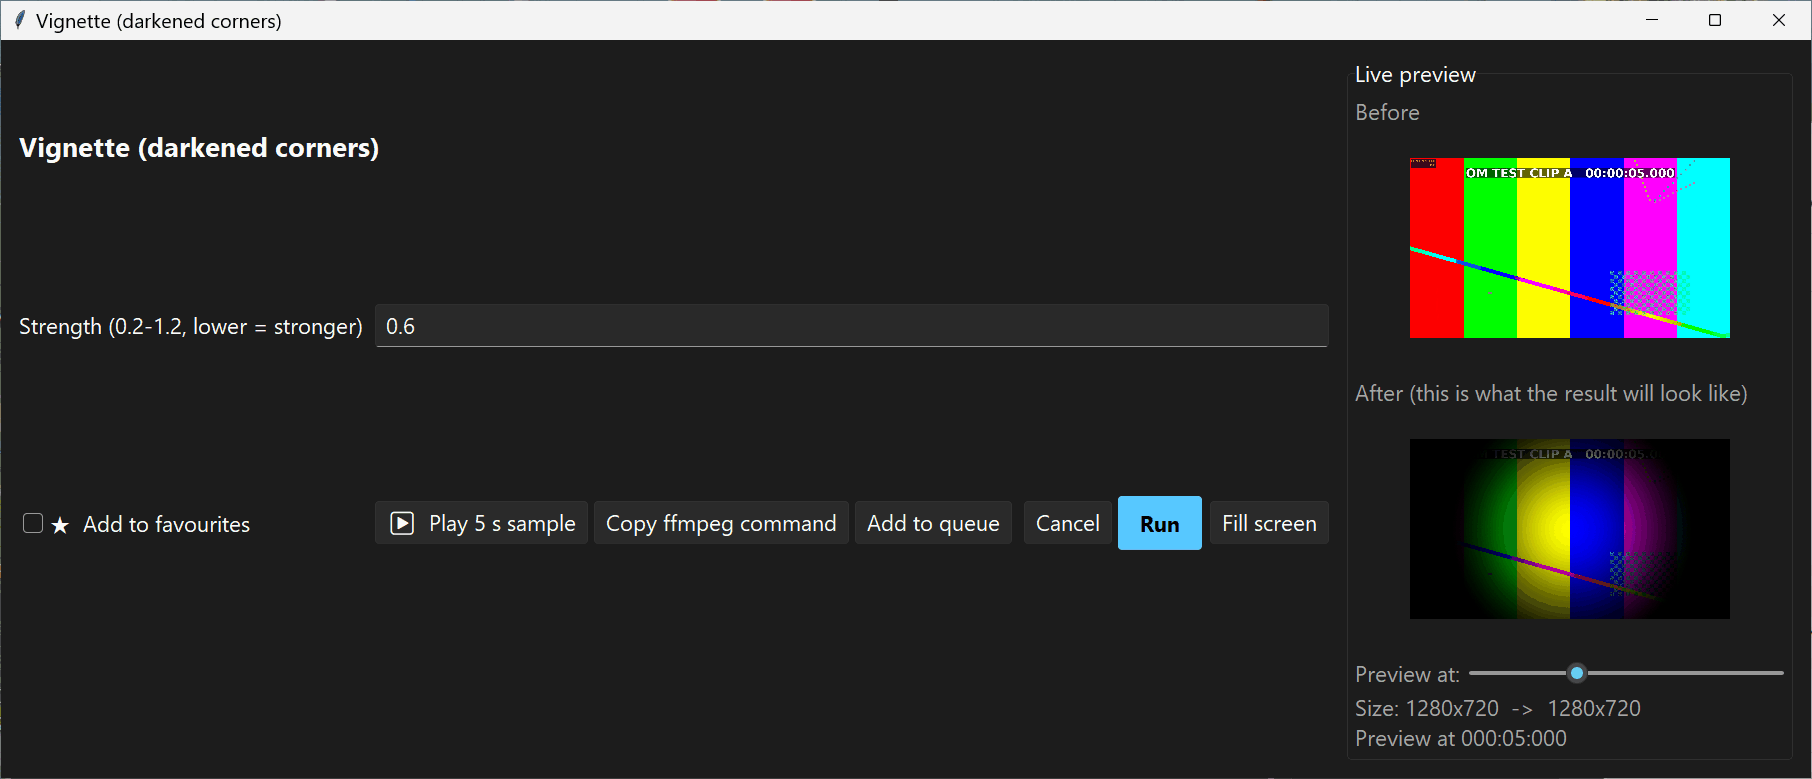 Vignette (darkened corners)
Live preview
Before
Vignette (darkened corners)
OM TEST CLIP A 00:00:05.000
Strength (0.2-1.2, lower = stronger) 0.6
After (this is what the result will look like)
TEST CLIP A 00:00:05.0
★ Add to favourites Play 5 s sample Copy ffmpeg command Add to queue Cancel Run Fill screen
Preview at:
Size: 1280x720 -> 1280x720
Preview at 000:05:000